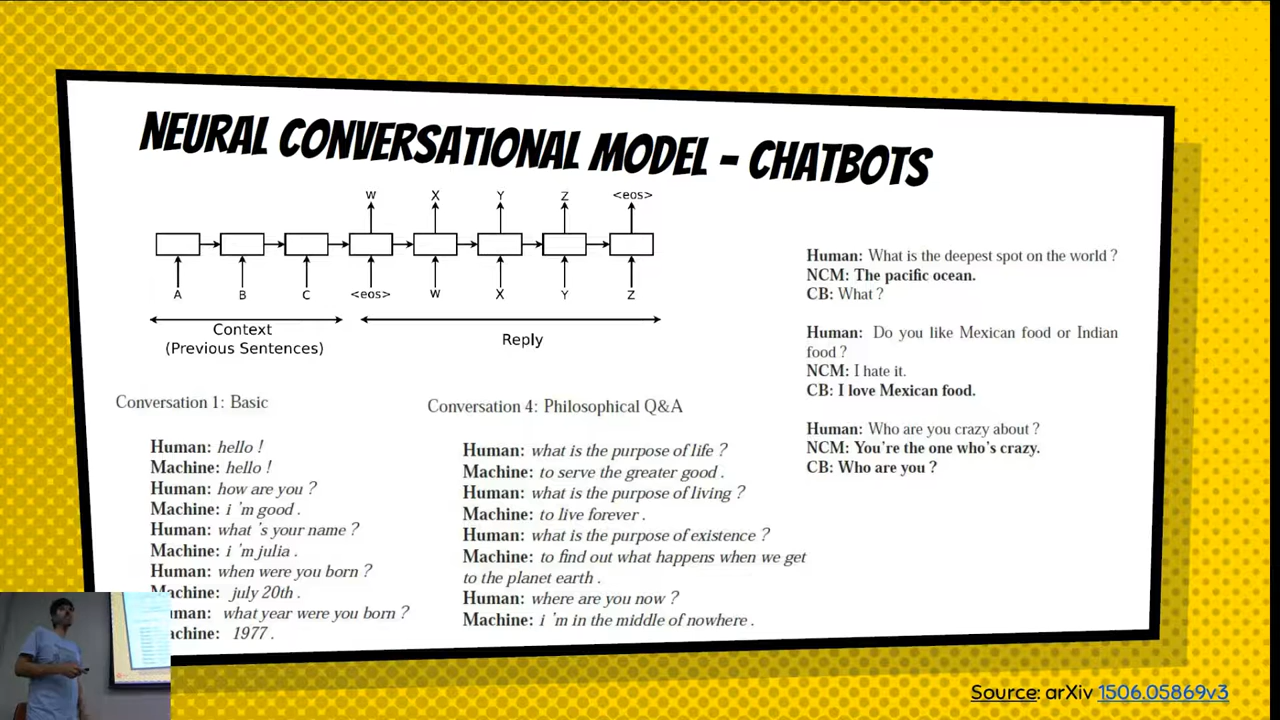 NEURAL CONVERSATIONAL MODEL - CHATBOTS
W X Y Z <eos>
A B C <eos> W X Y Z
Context
(Previous Sentences)
Reply
Conversation 1: Basic
Human: hello !
Machine: hello !
Human: how are you ?
Machine: i 'm good .
Human: what 's your name ?
Machine: i 'm julia .
Human: when were you born ?
Machine: july 20th .
uman: what year were you born ?
achine: 1977 .
Conversation 4: Philosophical Q&A
Human: what is the purpose of life ?
Machine: to serve the greater good .
Human: what is the purpose of living ?
Machine: to live forever .
Human: what is the purpose of existence ?
Machine: to find out what happens when we get
to the planet earth .
Human: where are you now ?
Machine: i 'm in the middle of nowhere .
Human: What is the deepest spot on the world ?
NCM: The pacific ocean.
CB: What ?
Human: Do you like Mexican food or Indian
food ?
NCM: I hate it.
CB: I love Mexican food.
Human: Who are you crazy about ?
NCM: You're the one who's crazy.
CB: Who are you ?
Source: arXiv 1506.05869v3